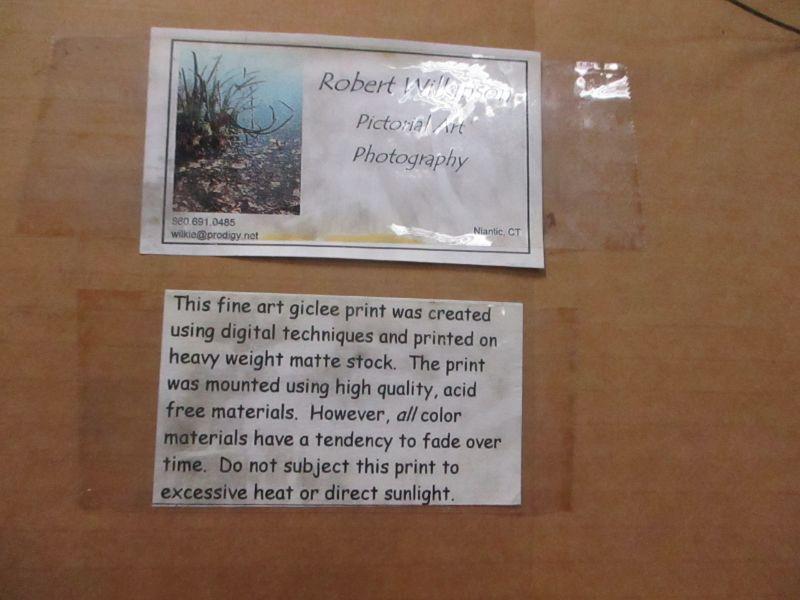 Robert Wilkinson
Pictorial Art
Photography
860.691.0485
wilkie@prodigy.net
Niantic, CT
This fine art giclee print was created
using digital techniques and printed on
heavy weight matte stock. The print
was mounted using high quality, acid
free materials. However, all color
materials have a tendency to fade over
time. Do not subject this print to
excessive heat or direct sunlight.